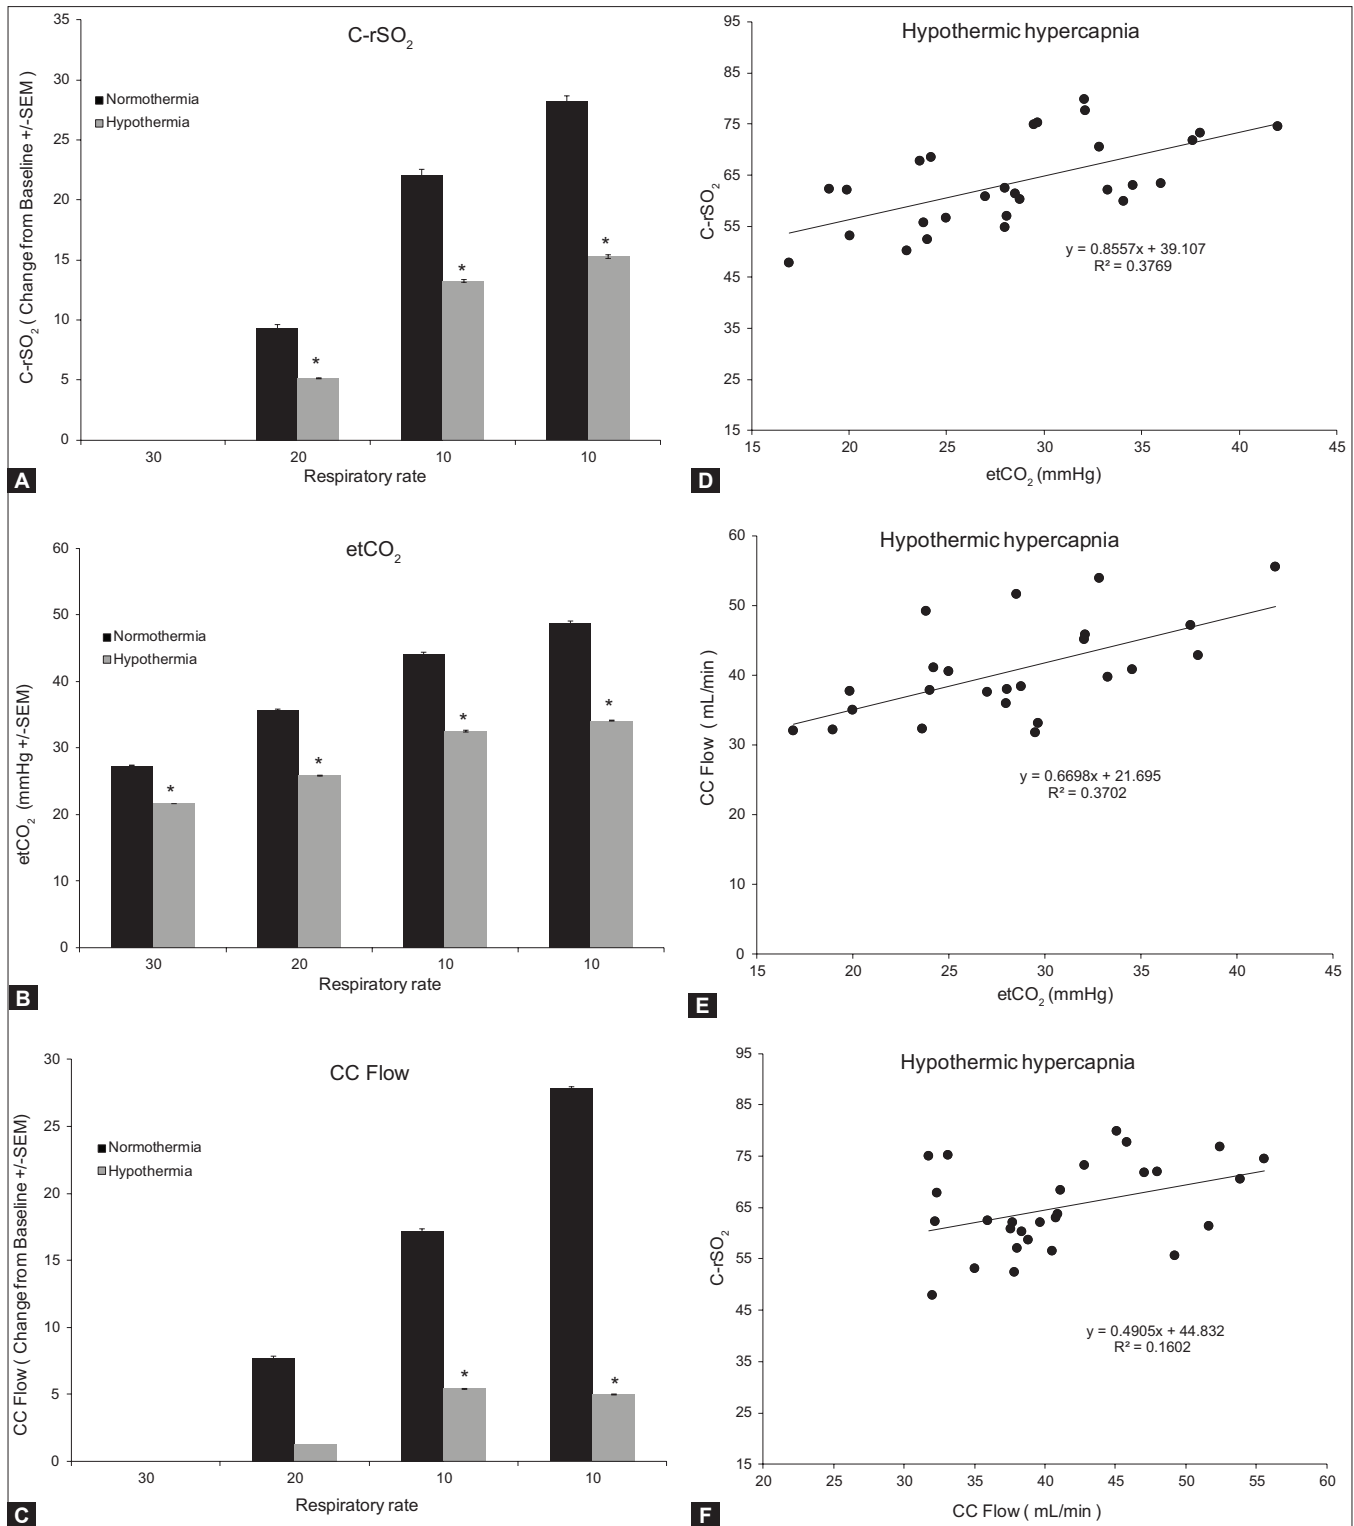 C-rSO2
C-rSO2 ( Change from Baseline +/-SEM )
35
30
25
20
15
10
5
0
Normothermia
Hypothermia
*
*
*
30 20 10 10
Respiratory rate
A
Hypothermic hypercapnia
C-rSO2
95
85
75
65
55
45
35
25
15
y = 0.8557x + 39.107
R² = 0.3769
15 20 25 30 35 40 45
etCO2 (mmHg)
D
etCO2
etCO2 (mmHg +/-SEM)
60
50
40
30
20
10
0
Normothermia
Hypothermia
*
*
*
*
30 20 10 10
Respiratory rate
B
Hypothermic hypercapnia
CC Flow ( mL/min )
60
50
40
30
20
10
0
y = 0.6698x + 21.695
R² = 0.3702
15 20 25 30 35 40 45
etCO2 (mmHg)
E
CC Flow
CC Flow ( Change from Baseline +/-SEM)
30
25
20
15
10
5
0
Normothermia
Hypothermia
*
*
30 20 10 10
Respiratory rate
C
Hypothermic hypercapnia
C-rSO2
95
85
75
65
55
45
35
25
15
y = 0.4905x + 44.832
R² = 0.1602
20 25 30 35 40 45 50 55 60
CC Flow ( mL/min )
F